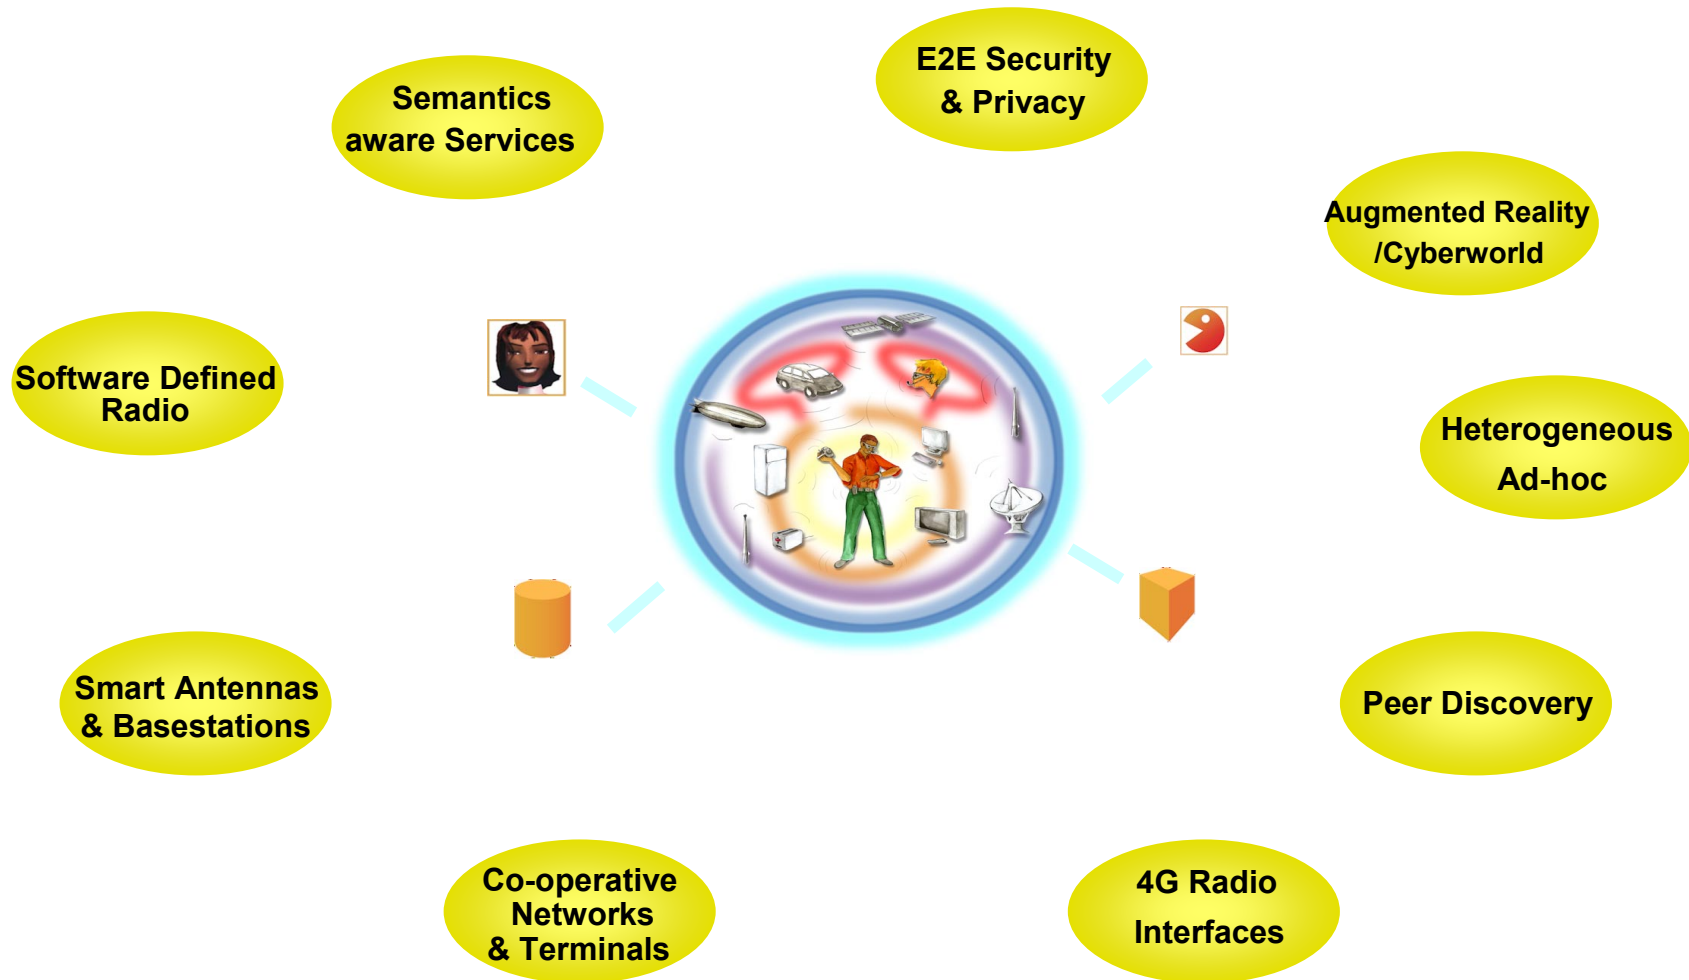 E2E Security
& Privacy
Semantics
aware Services
Augmented Reality
/Cyberworld
Software Defined
Radio
Heterogeneous
Ad-hoc
Smart Antennas
& Basestations
Peer Discovery
Co-operative
Networks
& Terminals
4G Radio
Interfaces